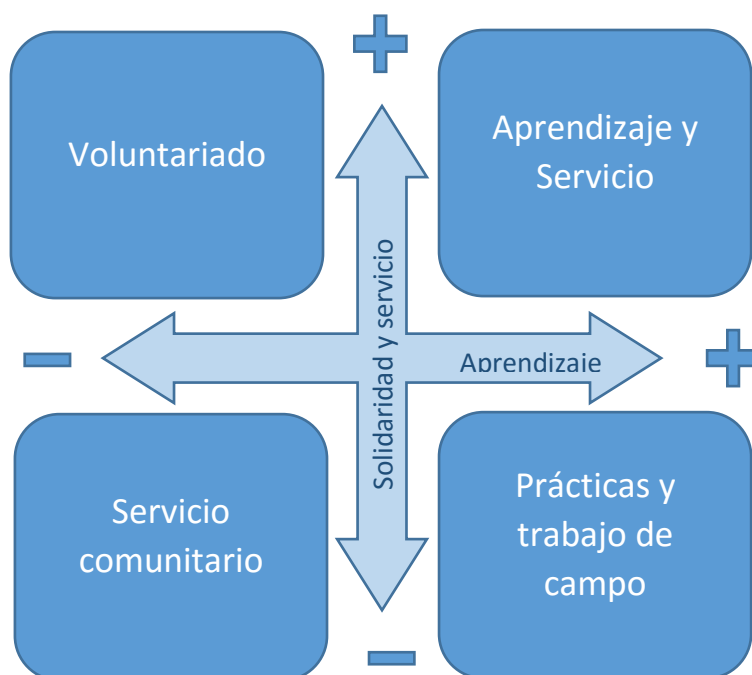 Voluntariado
Aprendizaje y
Servicio
Solidaridad y servicio
Aprendizaje
Servicio
comunitario
Prácticas y
trabajo de
campo